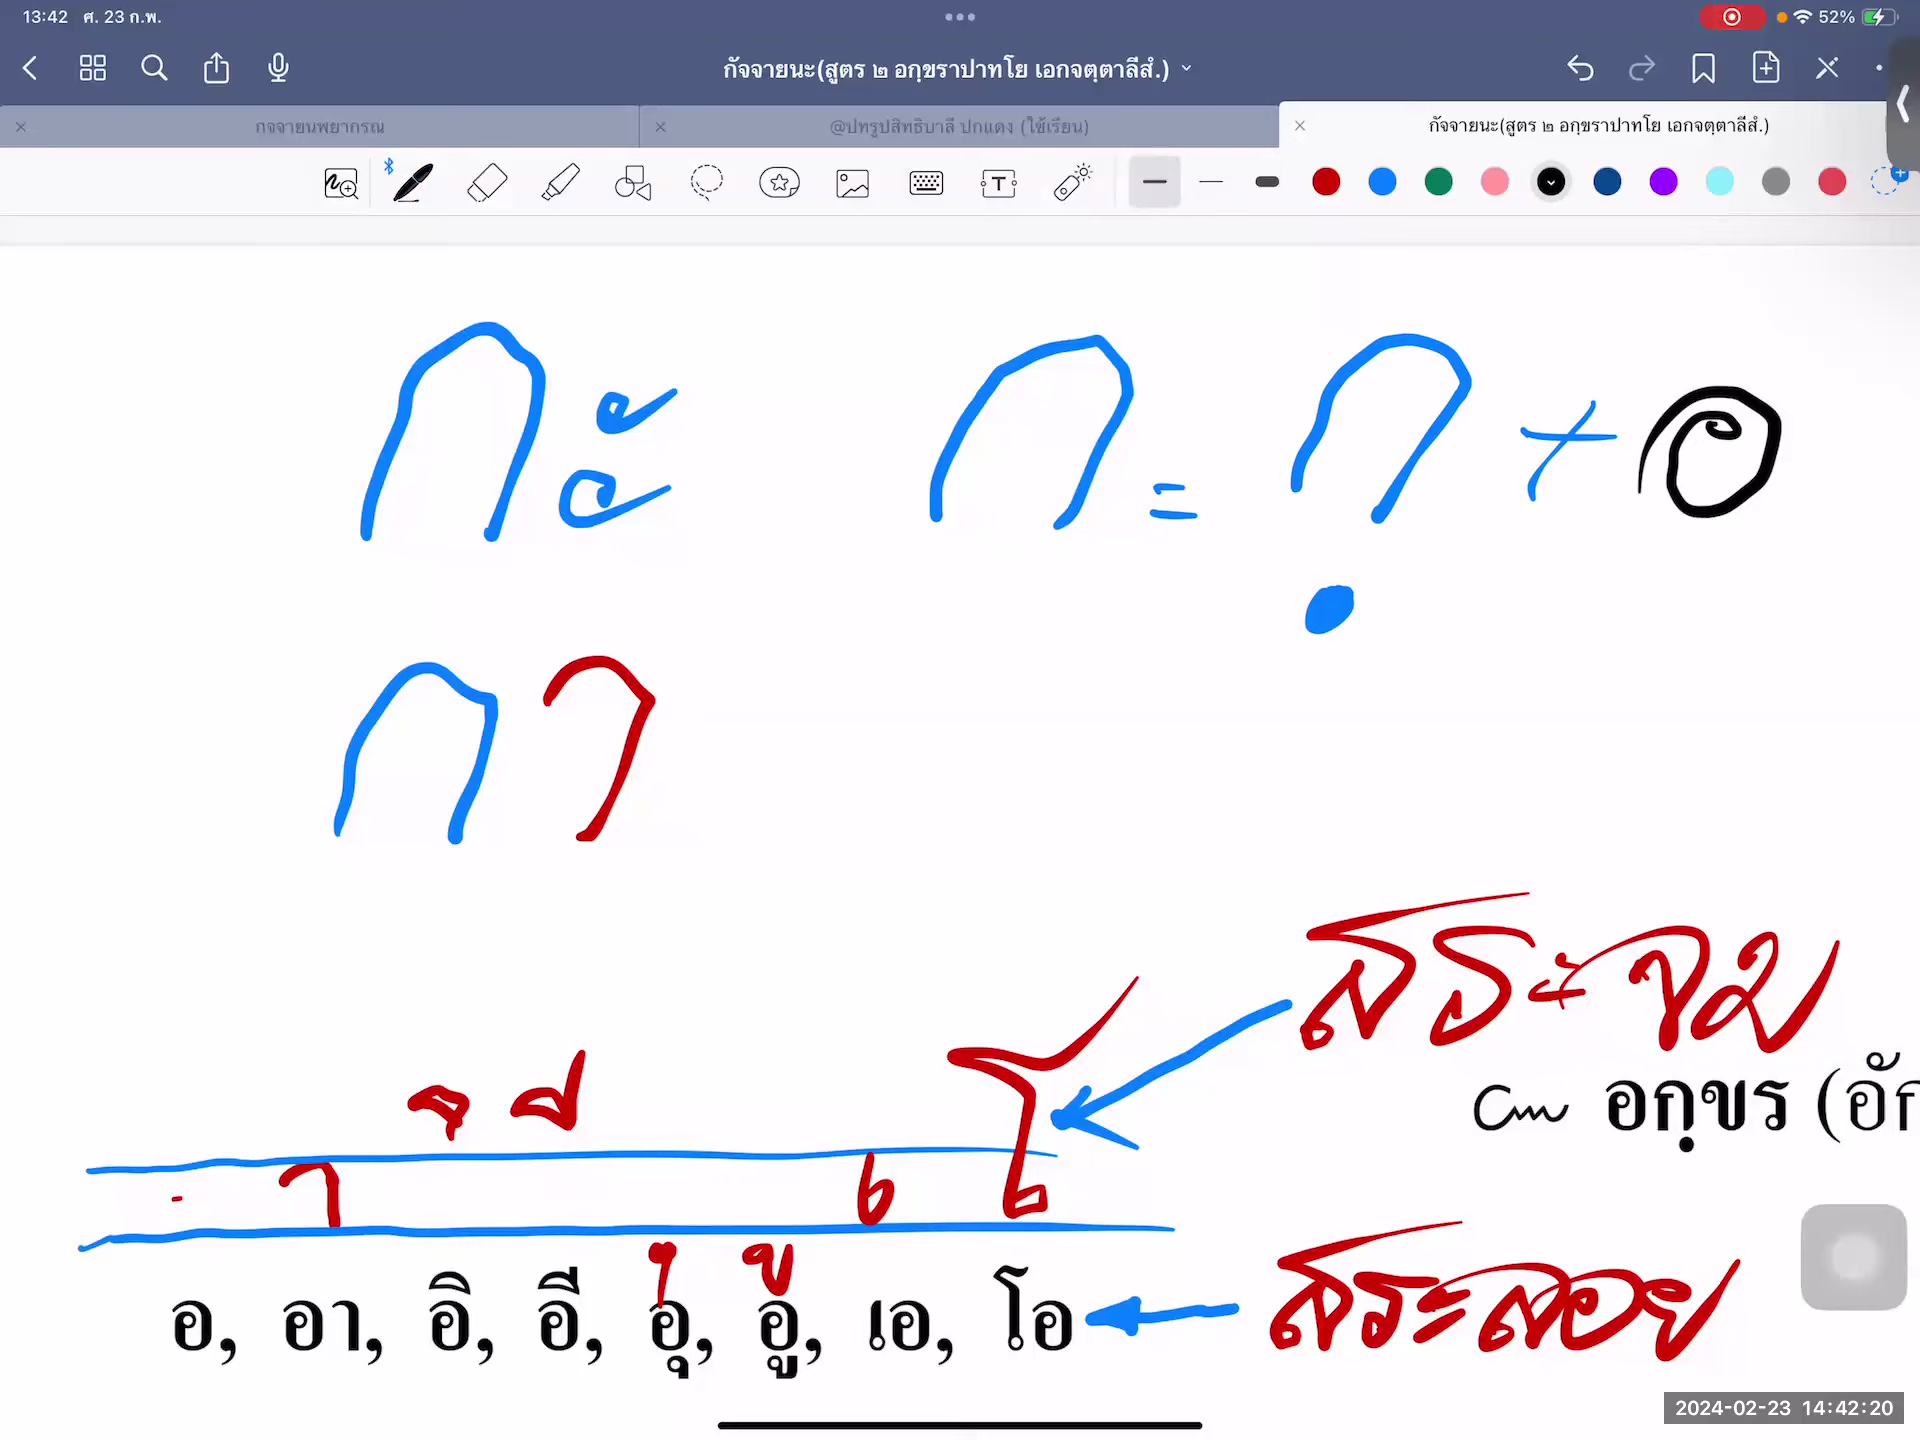 13:42 ศ. 23 ก.พ.
52%
กัจจายนะ(สูตร ๒ อกฺขราปาทโย เอกจตฺตาลีสํ.)
กจจายนพยากรณ
@ปทรูปสิทธิบาลี ปกแดง (ใช้เรียน)
กัจจายนะ(สูตร ๒ อกฺขราปาทโย เอกจตฺตาลีสํ.)
กะ
ก = กฺ + อ
กา
สระจม
อกฺขร (อัก
สระลอย
อ, อา, อิ, อี, อุ, อู, เอ, โอ
2024-02-23 14:42:20